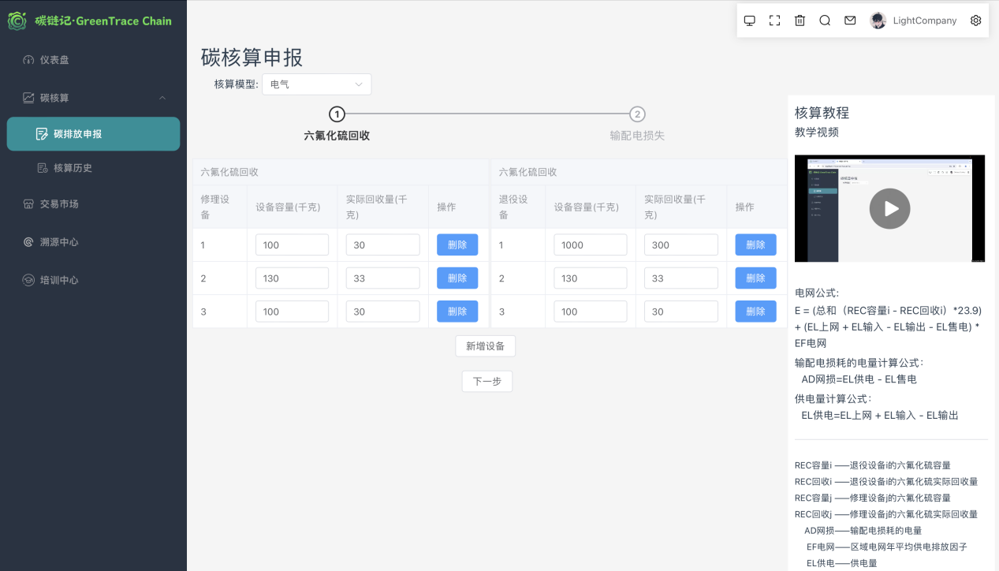 碳链记·GreenTrace Chain
仪表盘
碳核算
碳排放申报
核算历史
交易市场
溯源中心
培训中心
LightCompany
碳核算申报
核算模型: 电气
1 2
六氟化硫回收 输配电损失
六氟化硫回收 六氟化硫回收
修理设备 设备容量(千克) 实际回收量(千克) 操作 退役设备 设备容量(千克) 实际回收量(千克) 操作
1 100 30 删除 1 1000 300 删除
2 130 33 删除 2 130 33 删除
3 100 30 删除 3 100 30 删除
新增设备
下一步
核算教程
教学视频
电网公式:
E = (总和（REC容量i - REC回收i）*23.9)
+ (EL上网 + EL输入 - EL输出 - EL售电) *
EF电网
输配电损耗的电量计算公式:
AD网损=EL供电 - EL售电
供电量计算公式:
EL供电=EL上网 + EL输入 - EL输出
REC容量i ——退役设备i的六氟化硫容量
REC回收i ——退役设备i的六氟化硫实际回收量
REC容量j ——修理设备j的六氟化硫容量
REC回收j ——修理设备j的六氟化硫实际回收量
AD网损——输配电损耗的电量
EF电网——区域电网年平均供电排放因子
EL供电——供电量